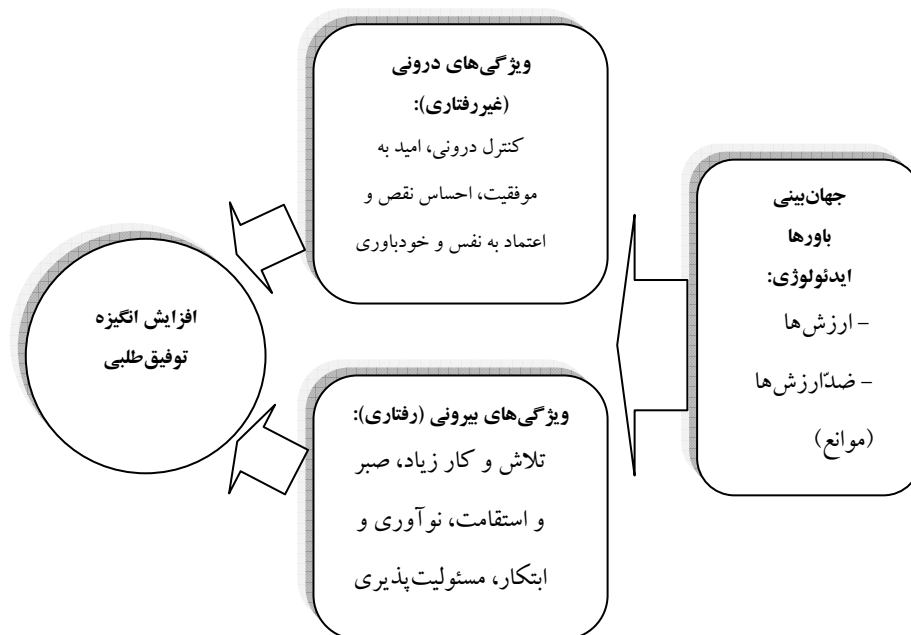 جهان‌بینی
باورها
ایدئولوژی:
- ارزش‌ها
- ضدّارزش‌ها
(موانع)
ویژگی‌های درونی
(غیررفتاری):
کنترل درونی، امید به
موفقیت، احساس نقص و
اعتماد به نفس و خودباوری
ویژگی‌های بیرونی (رفتاری):
تلاش و کار زیاد، صبر
و استقامت، نوآوری و
ابتکار، مسئولیت‌پذیری
افزایش انگیزه
توفیق‌طلبی